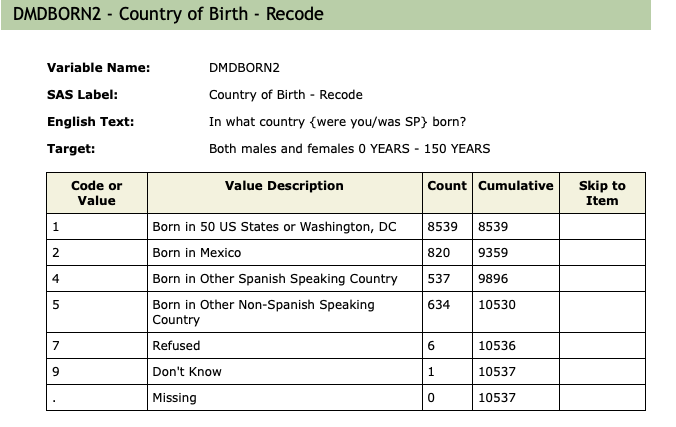 DMDBORN2 - Country of Birth - Recode
Variable Name: DMDBORN2
SAS Label: Country of Birth - Recode
English Text: In what country {were you/was SP} born?
Target: Both males and females 0 YEARS - 150 YEARS
Code or Value Value Description Count Cumulative Skip to Item
1 Born in 50 US States or Washington, DC 8539 8539
2 Born in Mexico 820 9359
4 Born in Other Spanish Speaking Country 537 9896
5 Born in Other Non-Spanish Speaking Country 634 10530
7 Refused 6 10536
9 Don't Know 1 10537
. Missing 0 10537